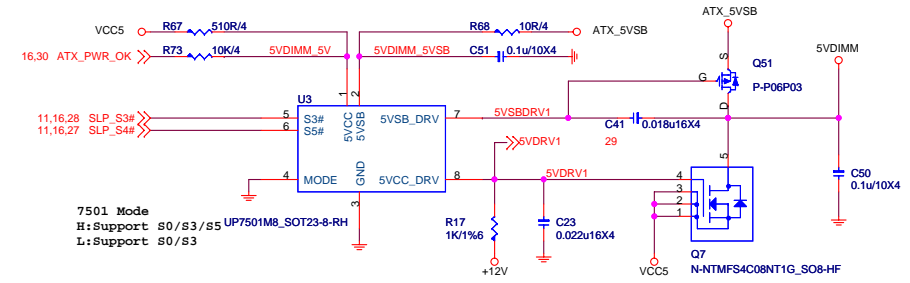 ATX_5VSB
VCC5 R67 510R/4 R68 10R/4 ATX_5VSB
5VDIMM
16,30 ATX_PWR_OK R73 10K/4 5VDIMM_5V 5VDIMM_5VSB C51 0.1u/10X4
S Q51
G P-P06P03
D
1 2
U3
11,16,28 SLP_S3# 5 S3# 5VCC 5VSB 5VSB_DRV 7 5VSBDRV1
11,16,27 SLP_S4# 6 S5#
C41 0.018u16X4
29
5VDRV1
5
4 MODE GND 5VCC_DRV 8 5VDRV1 4
3
2
1
C50
0.1u/10X4
3
7501 Mode
H:Support S0/S3/S5
L:Support S0/S3
UP7501M8_SOT23-8-RH
R17
1K/1%6
C23
0.022u16X4
+12V
VCC5
Q7
N-NTMFS4C08NT1G_SO8-HF